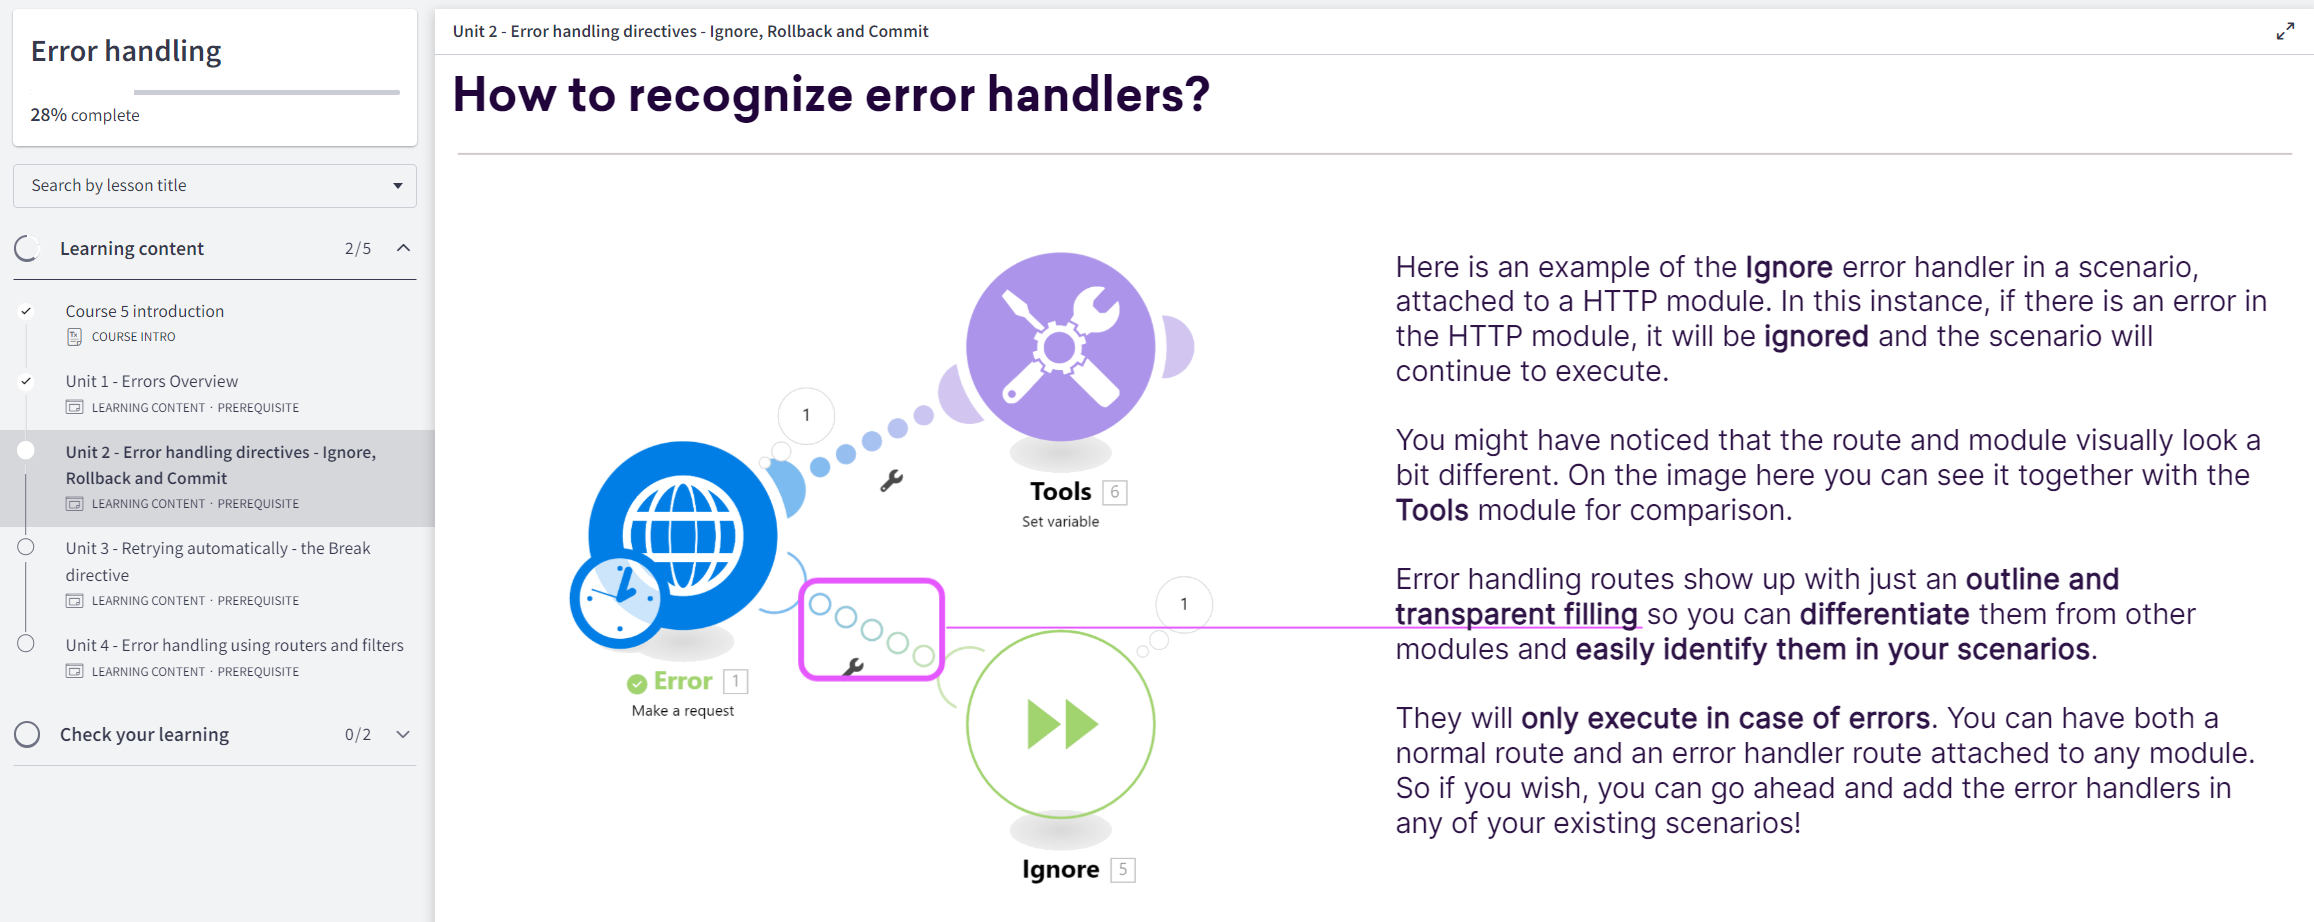 Error handling
28% complete
Search by lesson title
Learning content 2/5
Course 5 introduction
COURSE INTRO
Unit 1 - Errors Overview
LEARNING CONTENT · PREREQUISITE
Unit 2 - Error handling directives - Ignore,
Rollback and Commit
LEARNING CONTENT · PREREQUISITE
Unit 3 - Retrying automatically - the Break
directive
LEARNING CONTENT · PREREQUISITE
Unit 4 - Error handling using routers and filters
LEARNING CONTENT · PREREQUISITE
Check your learning 0/2
Unit 2 - Error handling directives - Ignore, Rollback and Commit
How to recognize error handlers?
1
Tools 6
Set variable
Error 1
Make a request
1
Ignore 5
Here is an example of the Ignore error handler in a scenario,
attached to a HTTP module. In this instance, if there is an error in
the HTTP module, it will be ignored and the scenario will
continue to execute.
You might have noticed that the route and module visually look a
bit different. On the image here you can see it together with the
Tools module for comparison.
Error handling routes show up with just an outline and
transparent filling so you can differentiate them from other
modules and easily identify them in your scenarios.
They will only execute in case of errors. You can have both a
normal route and an error handler route attached to any module.
So if you wish, you can go ahead and add the error handlers in
any of your existing scenarios!